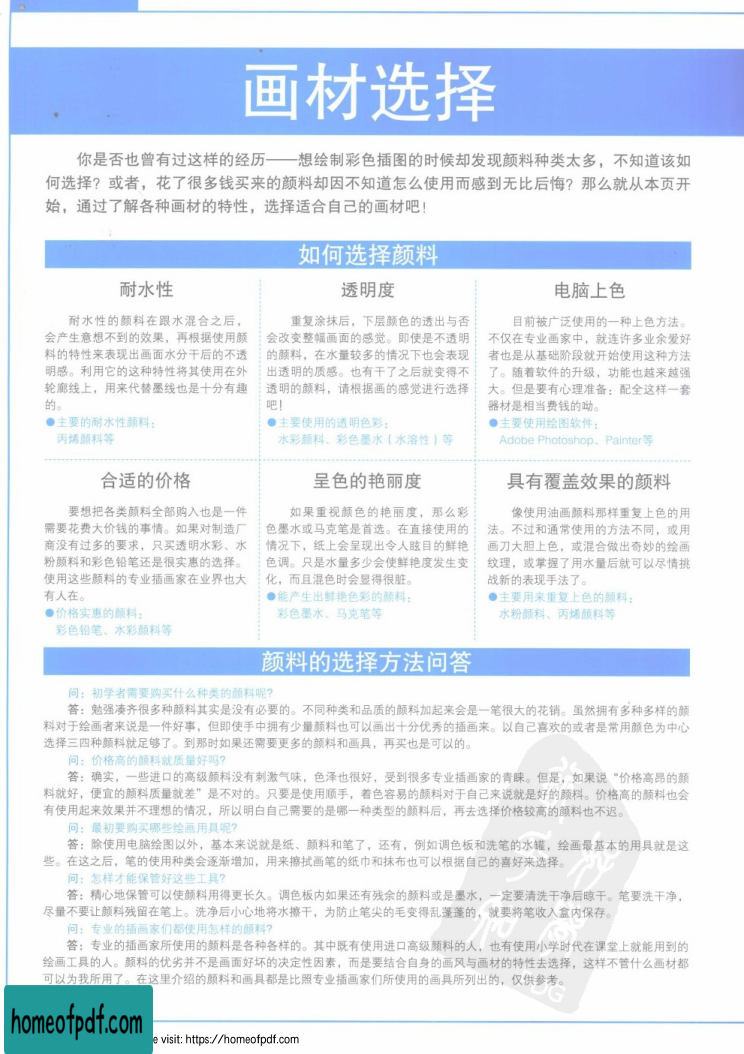 画材选择
你是否也曾有过这样的经历——想绘制彩色插图的时候却发现颜料种类太多，不知道该如
何选择？或者，花了很多钱买来的颜料却因不知道怎么使用而感到无比后悔？那么就从本页开
始，通过了解各种画材的特性，选择适合自己的画材吧！
如何选择颜料
耐水性
耐水性的颜料在跟水混合之后，
会产生意想不到的效果，再根据使用颜
料的特性来表现出画面水分干后的不透
明感。利用它的这种特将其使用在外
轮廓线上，用来代替墨线也是十分有趣
的。
●主要的耐水性颜料：
丙烯颜料等
透明度
重复涂抹后，下层颜色的透出与否
会改变整幅画面的感觉。即使是不透明
的颜料，在水量较多的情况下也会表现
出透明的质感。也有干了之后就变得不
透明的颜料，请根据画的感觉进行选择
吧！
●主要使用的透明色彩：
水彩颜料、彩色墨水（水溶性）等
电脑上色
目前被广泛使用的一种上色方法。
不仅在专业画家中，就连许多业余爱好
者也是从基础阶段就开始使用这种方法
了。随着软件的升级，功能也越来越强
大。但是要有心理准备：配全这样一套
器材是相当费钱的呦。
●主要使用绘图软件：
Adobe Photoshop、Painter等
合适的价格
要想把各类颜料全部购入也是一件
需要花费大价钱的事情。如果对制造厂
商没有过多的要求，只买透明水彩、水
粉颜料和彩色铅笔还是很实惠的选择。
使用这些颜料的专业插画家在业界也大
有人在。
●价格实惠的颜料：
彩色铅笔、水彩颜料等
呈色的艳丽度
如果重视颜色的艳丽度，那么彩
色墨水或马克笔是首选。在直接使用的
情况下，纸上会呈现出令人眩目的鲜艳
色调。只是水量多少会使鲜艳度发生变
化，而且混色时会显得很脏。
●能产生出鲜艳色彩的颜料：
彩色墨水、马克笔等
具有覆盖效果的颜料
像使用油画颜料那样重复上色的用
法。不过和通常使用的方法不同，或用
画刀大胆上色，或混合做出奇妙的绘画
纹理，或掌握了用水量后就可以尽情挑
战新的表现手法了。
●主要用来重复上色的颜料：
水粉颜料、丙烯颜料等
颜料的选择方法问答
问：初学者需要购买什么种类的颜料呢？
答：勉强凑齐很多种颜料其实是没有必要的。不同种类和品质的颜料加起来会是一笔很大的花销。虽然拥有多种多样的颜
料对于绘画者来说是一件好事，但即使手中拥有少量颜料也可以画出十分优秀的插画来。以自己喜欢的或者是常用颜色为中心
选择三四种颜料就足够了。到那时如果还需要更多的颜料和画具，再买也是可以的。
问：价格高的颜料就质量好吗？
答：确实，一些进口的高级颜料没有刺激气味，色泽也很好，受到很多专业插画家的青睐。但是，如果说“价格高昂的颜
料就好，便宜的颜料质量就差”是不对的。只要是使用顺手，着色容易的颜料对于自己来说就是好的颜料。价格高的颜料也会
有使用起来效果并不理想的情况，所以明白自己需要的是哪一种类型的颜料后，再去选择价格较高的颜料也不迟。
问：最初要购买哪些绘画用具呢？
答：除使用电脑绘图以外，基本来说就是纸、颜料和笔了，还有，例如调色板和洗笔的水罐，绘画最基本的用具就是这
些。在这之后，笔的使用种类会逐渐增加，用来擦拭画笔的纸巾和抹布也可以根据自己的喜好来选择。
问：怎样才能保管好这些工具？
答：精心地保管可以使颜料用得更长久。调色板内如果还有残余的颜料或是墨水，一定要清洗干净后晾干。笔要洗干净，
尽量不要让颜料残留在笔上。洗净后小心地将水擦干，为防止笔尖的毛变得乱蓬蓬的，就要将笔收入盒内保存。
问：专业的插画家们都使用怎样的颜料？
答：专业的插画家所使用的颜料是各种各样的。其中既有使用进口高级颜料的人，也有使用小学时代在课堂上就能用到的
绘画工具的人。颜料的优劣并不是画面好坏的决定性因素，而是要结合自身的画风与画材的特性去选择，这样不管什么画材都
可以为我所用了。在这里介绍的颜料和画具都是比照专业插画家们所使用的画具所列出的，仅供参考。
DG
homeofpdf.com
e visit: https://homeofpdf.com